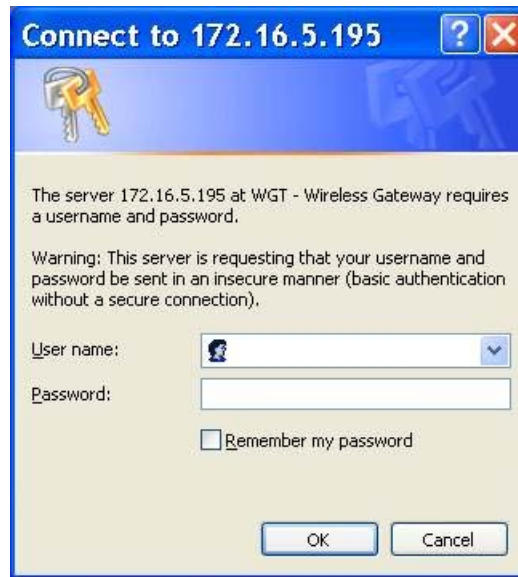 Connect to 172.16.5.195
The server 172.16.5.195 at WGT - Wireless Gateway requires
a username and password.
Warning: This server is requesting that your username and
password be sent in an insecure manner (basic authentication
without a secure connection).
User name:
Password:
Remember my password
OK Cancel